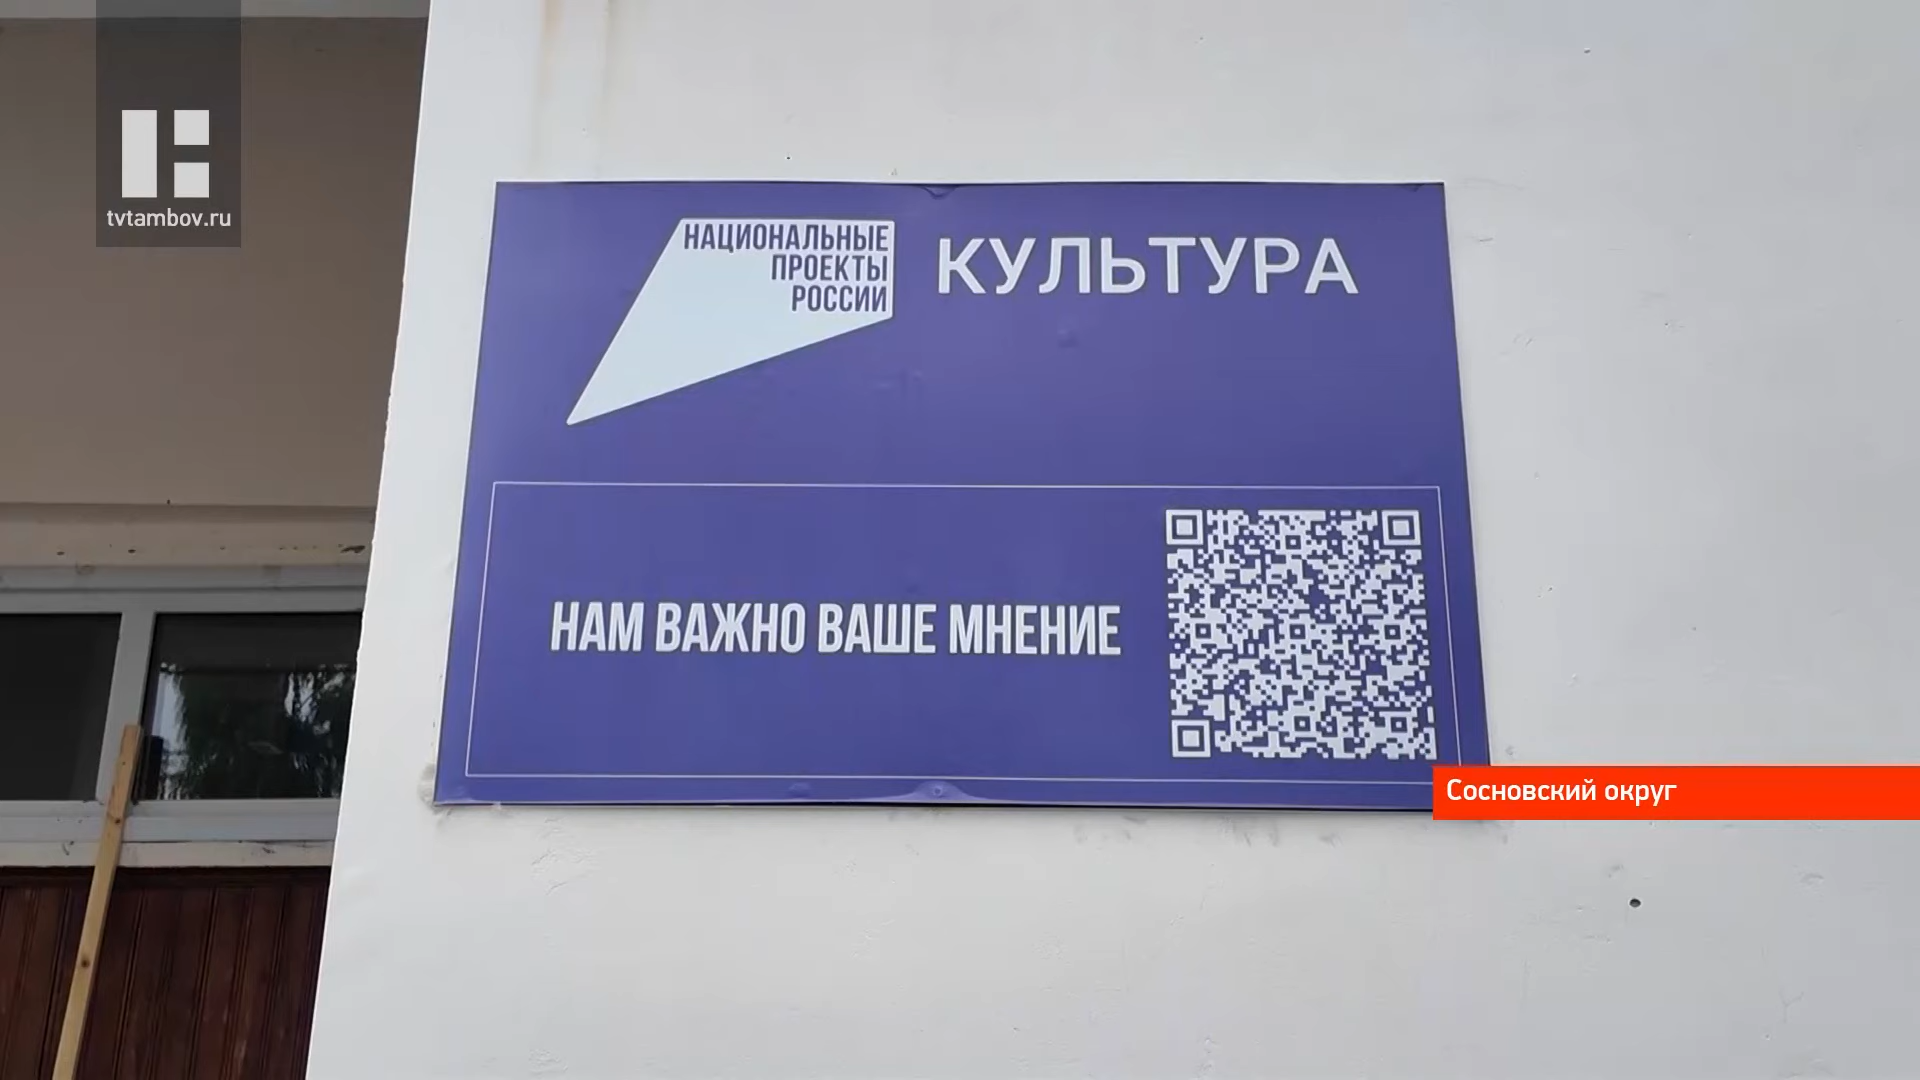 tvtambov.ru
НАЦИОНАЛЬНЫЕ
ПРОЕКТЫ
РОССИИ
КУЛЬТУРА
НАМ ВАЖНО ВАШЕ МНЕНИЕ
Сосновский округ